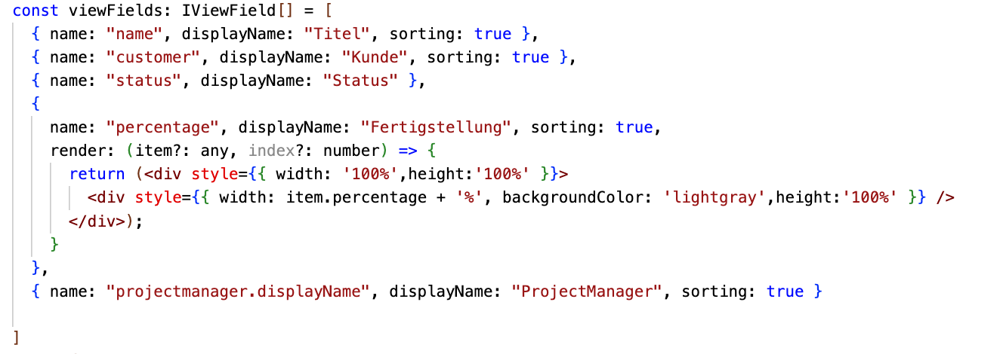 const viewFields: IViewField[] = [
{ name: "name", displayName: "Titel", sorting: true },
{ name: "customer", displayName: "Kunde", sorting: true },
{ name: "status", displayName: "Status" },
{
name: "percentage", displayName: "Fertigstellung", sorting: true,
render: (item?: any, index?: number) => {
return (<div style={{ width: '100%',height:'100%' }}>
<div style={{ width: item.percentage + '%', backgroundColor: 'lightgray',height:'100%' }} />
</div>);
}
},
{ name: "projectmanager.displayName", displayName: "ProjectManager", sorting: true }
]